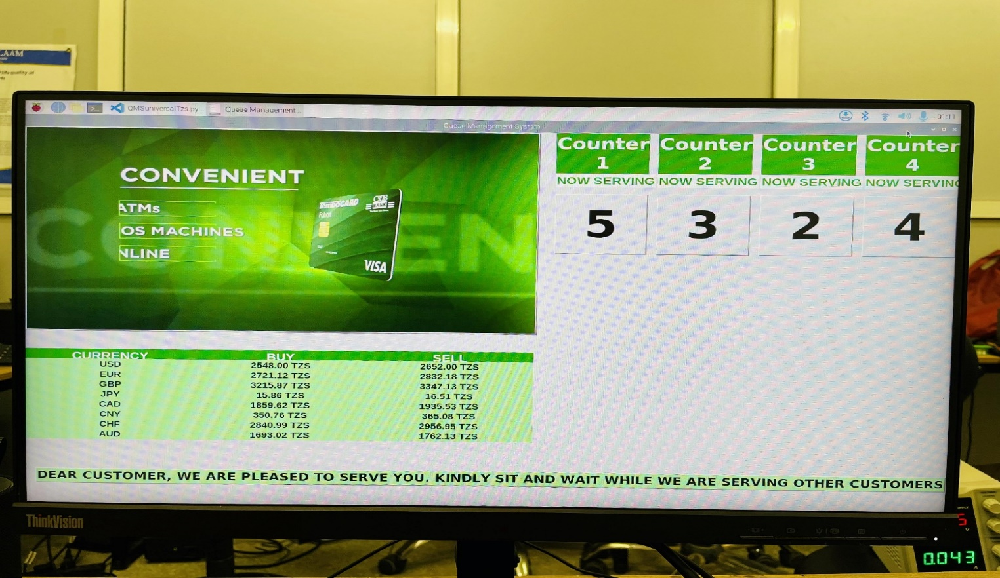 LAAM
QMSuniversalTzs.py ...
Queue Management...
01:11
Queue Management System
CONVENIENT
ATMs
OS MACHINES
NLINE
CONVEN
TemboCARD
CRDB
BANK
VISA
Counter 1
NOW SERVING
5
Counter 2
NOW SERVING
3
Counter 3
NOW SERVING
2
Counter 4
NOW SERVING
4
CURRENCY BUY SELL
USD 2548.00 TZS 2652.00 TZS
EUR 2721.12 TZS 2832.18 TZS
GBP 3215.87 TZS 3347.13 TZS
JPY 15.86 TZS 16.51 TZS
CAD 1859.62 TZS 1935.53 TZS
CNY 350.76 TZS 365.08 TZS
CHF 2840.99 TZS 2956.95 TZS
AUD 1693.02 TZS 1762.13 TZS
DEAR CUSTOMER, WE ARE PLEASED TO SERVE YOU. KINDLY SIT AND WAIT WHILE WE ARE SERVING OTHER CUSTOMERS
ThinkVision
5
V
0.043
A